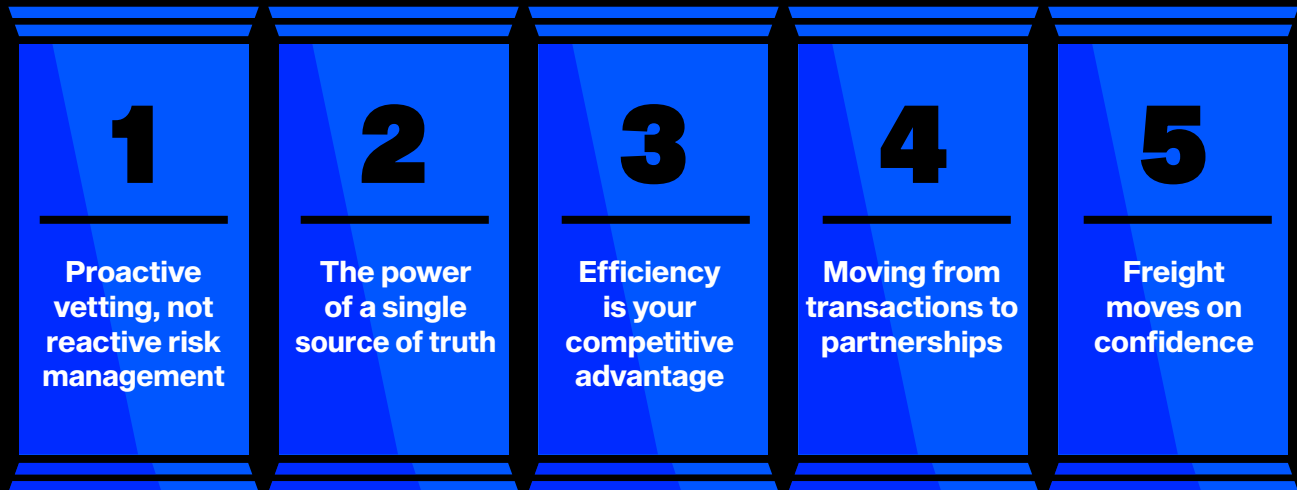 1
Proactive
vetting, not
reactive risk
management
2
The power
of a single
source of truth
3
Efficiency
is your
competitive
advantage
4
Moving from
transactions to
partnerships
5
Freight
moves on
confidence